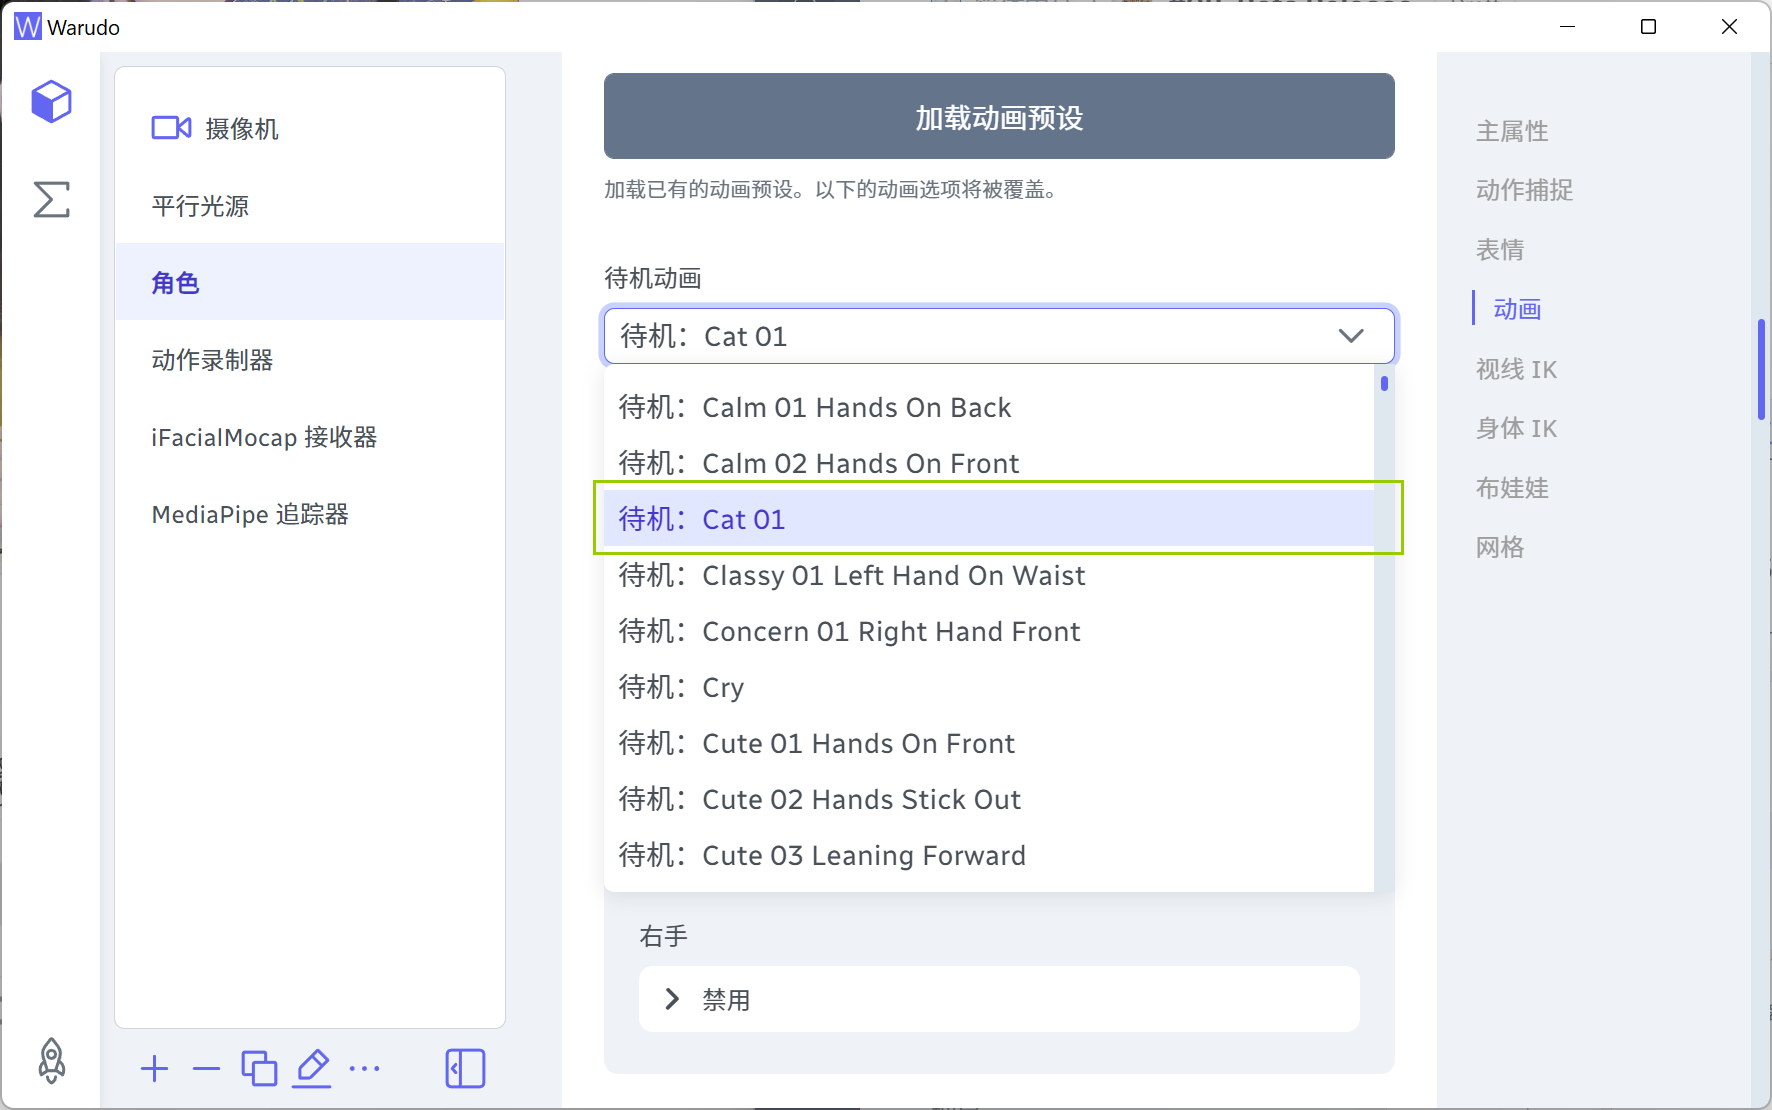 Warudo
摄像机
平行光源
角色
动作录制器
iFacialMocap 接收器
MediaPipe 追踪器
加载动画预设
加载已有的动画预设。以下的动画选项将被覆盖。
待机动画
待机：Cat 01
待机：Calm 01 Hands On Back
待机：Calm 02 Hands On Front
待机：Cat 01
待机：Classy 01 Left Hand On Waist
待机：Concern 01 Right Hand Front
待机：Cry
待机：Cute 01 Hands On Front
待机：Cute 02 Hands Stick Out
待机：Cute 03 Leaning Forward
右手
禁用
主属性
动作捕捉
表情
动画
视线 IK
身体 IK
布娃娃
网格